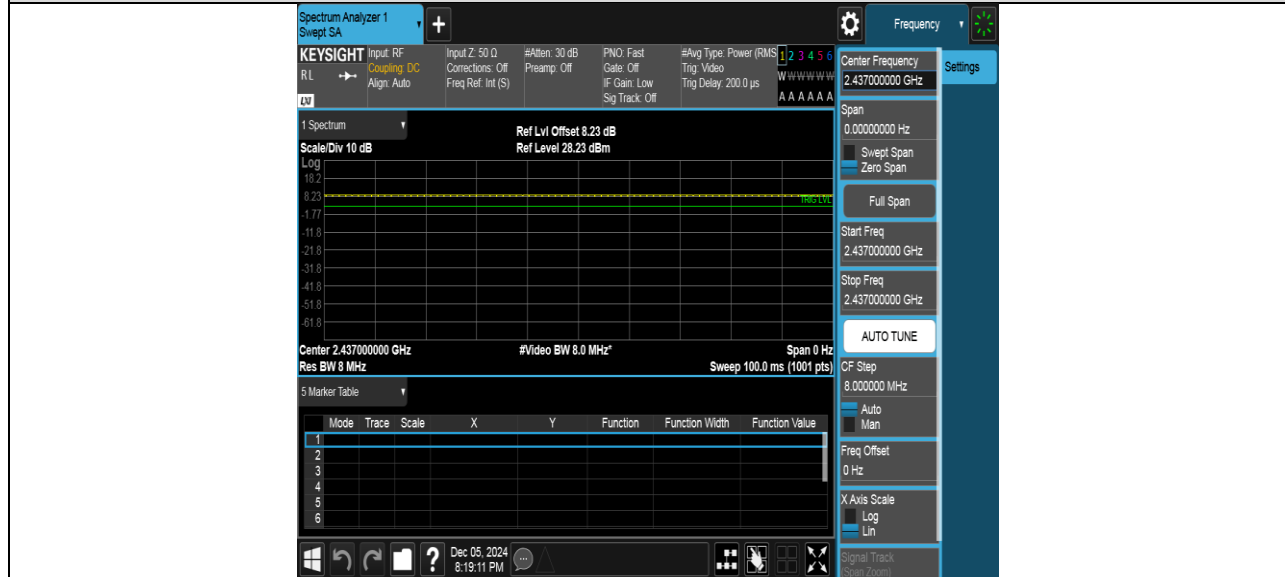 Spectrum Analyzer 1
Swept SA
+
Frequency
KEYSIGHT
RL
LXI
Input: RF
Coupling: DC
Align: Auto
Input Z: 50 Ω
Corrections: Off
Freq Ref: Int (S)
#Atten: 30 dB
Preamp: Off
PNO: Fast
Gate: Off
IF Gain: Low
Sig Track: Off
#Avg Type: Power (RMS
Trig: Video
Trig Delay: 200.0 µs
1 2 3 4 5 6
W W W W W W
A A A A A A
1 Spectrum
Scale/Div 10 dB
Ref Lvl Offset 8.23 dB
Ref Level 28.23 dBm
Log
18.2
8.23
-1.77
-11.8
-21.8
-31.8
-41.8
-51.8
-61.8
TRIG LVL
Center 2.437000000 GHz
#Video BW 8.0 MHz*
Span 0 Hz
Res BW 8 MHz
Sweep 100.0 ms (1001 pts)
5 Marker Table
Mode Trace Scale X Y Function Function Width Function Value
1
2
3
4
5
6
?
Dec 05, 2024
8:19:11 PM
Center Frequency
2.437000000 GHz
Settings
Span
0.00000000 Hz
Swept Span
Zero Span
Full Span
Start Freq
2.437000000 GHz
Stop Freq
2.437000000 GHz
AUTO TUNE
CF Step
8.000000 MHz
Auto
Man
Freq Offset
0 Hz
X Axis Scale
Log
Lin
Signal Track
(Span Zoom)